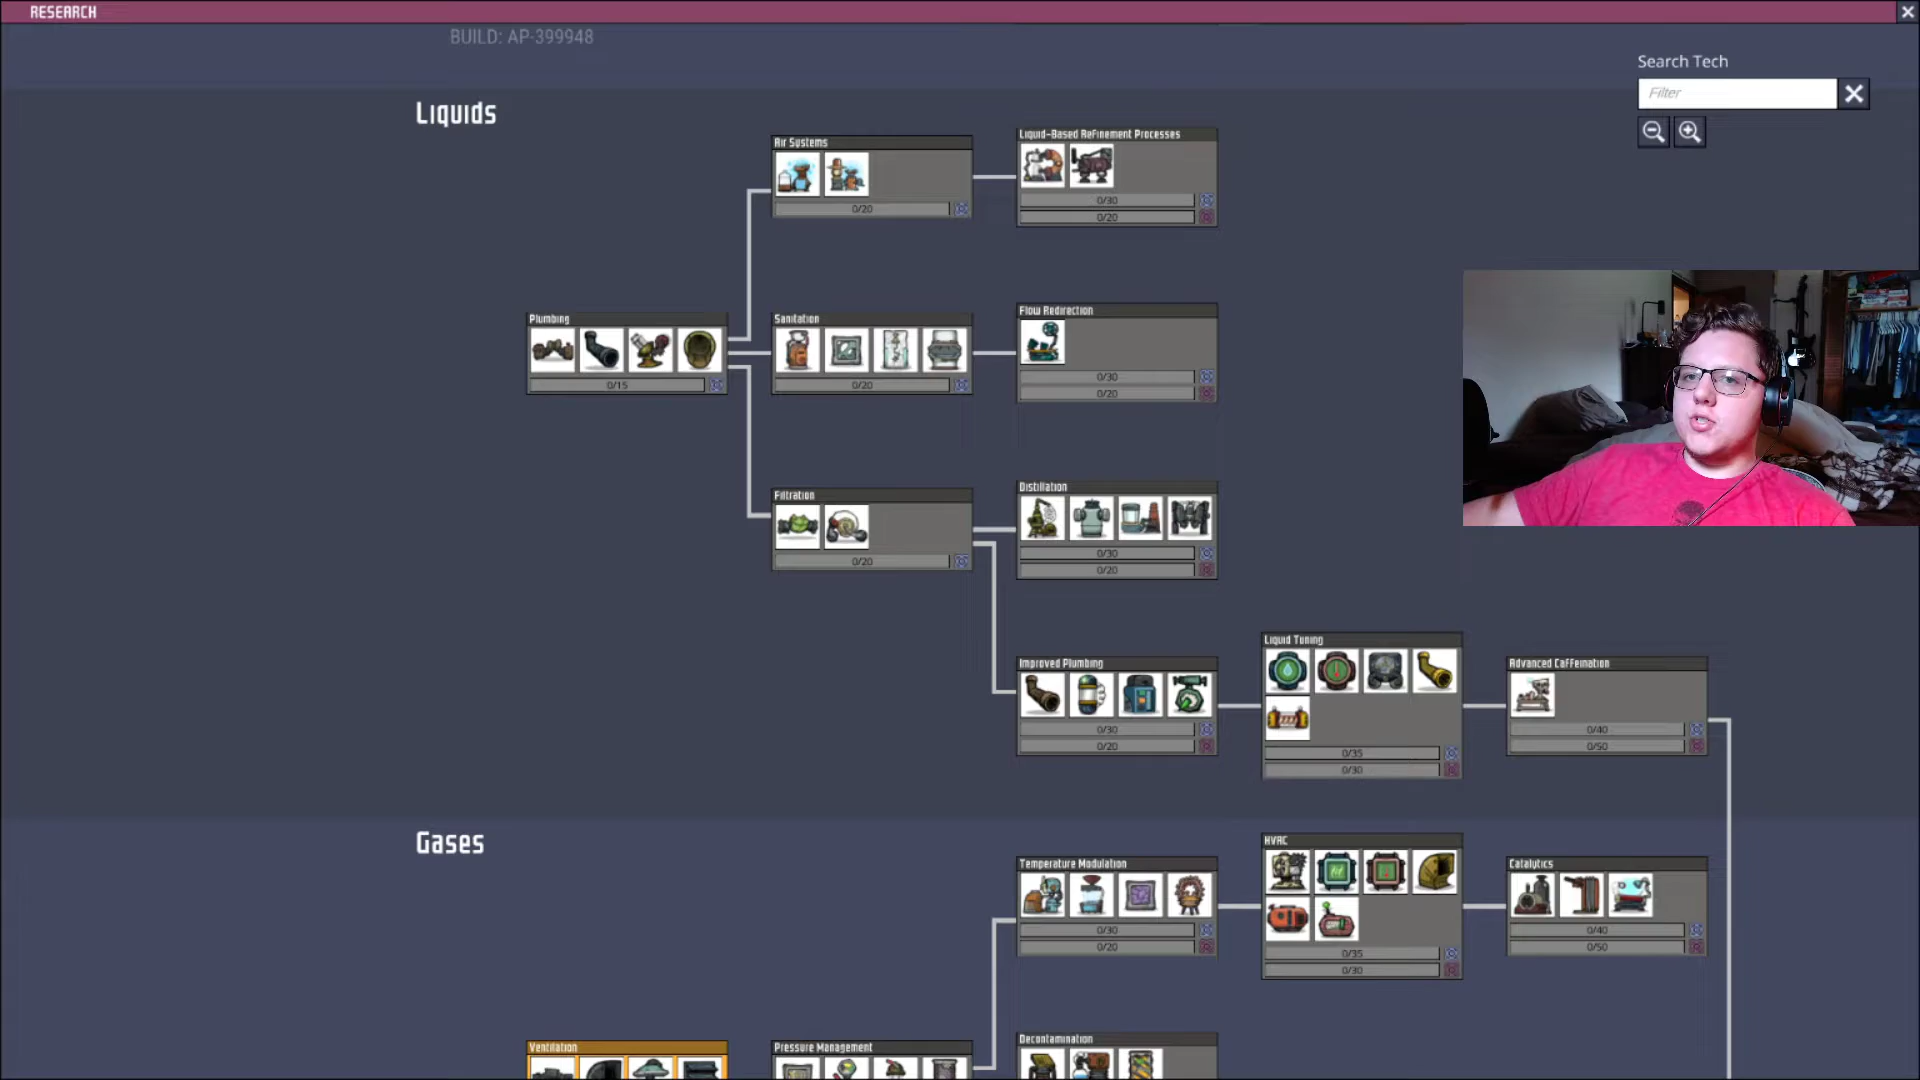 RESEARCH
BUILD: AP-399948
Search Tech
Filter
Liquids
Air Systems
0/20
Liquid-Based Refinement Processes
0/30
0/20
Plumbing
0/15
Sanitation
0/20
Flow Redirection
0/30
0/20
Filtration
0/20
Distillation
0/30
0/20
Improved Plumbing
0/30
0/20
Liquid Tuning
0/35
0/30
Advanced Caffeination
0/40
0/50
Gases
Temperature Modulation
0/30
0/20
HVAC
0/35
0/30
Catalytics
0/40
0/50
Ventilation
Pressure Management
Decontamination